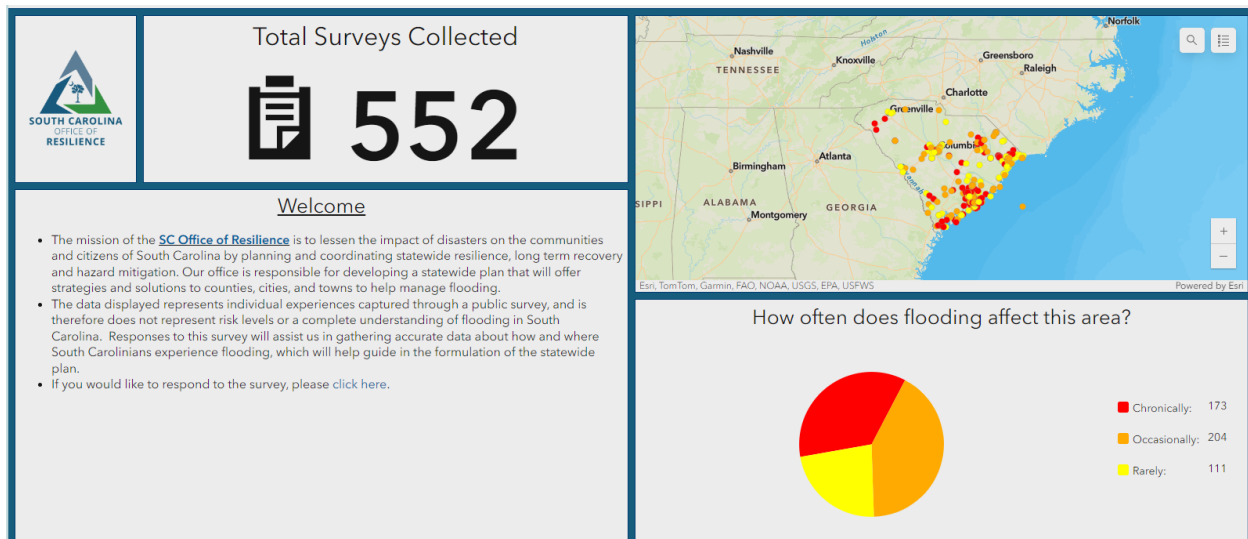 SOUTH CAROLINA
OFFICE OF
RESILIENCE
Total Surveys Collected
552
Welcome
• The mission of the SC Office of Resilience is to lessen the impact of disasters on the communities
and citizens of South Carolina by planning and coordinating statewide resilience, long term recovery
and hazard mitigation. Our office is responsible for developing a statewide plan that will offer
strategies and solutions to counties, cities, and towns to help manage flooding.
• The data displayed represents individual experiences captured through a public survey, and is
therefore does not represent risk levels or a complete understanding of flooding in South
Carolina.  Responses to this survey will assist us in gathering accurate data about how and where
South Carolinians experience flooding, which will help guide in the formulation of the statewide
plan.
• If you would like to respond to the survey, please click here.
Norfolk
Holston
Nashville
Knoxville
Greensboro
TENNESSEE
Raleigh
Charlotte
Greenville
Columbi
Birmingham
Atlanta
SIPPI
ALABAMA
GEORGIA
Montgomery
+
−
Esri, TomTom, Garmin, FAO, NOAA, USGS, EPA, USFWS
Powered by Esri
How often does flooding affect this area?
Chronically: 173
Occasionally: 204
Rarely: 111